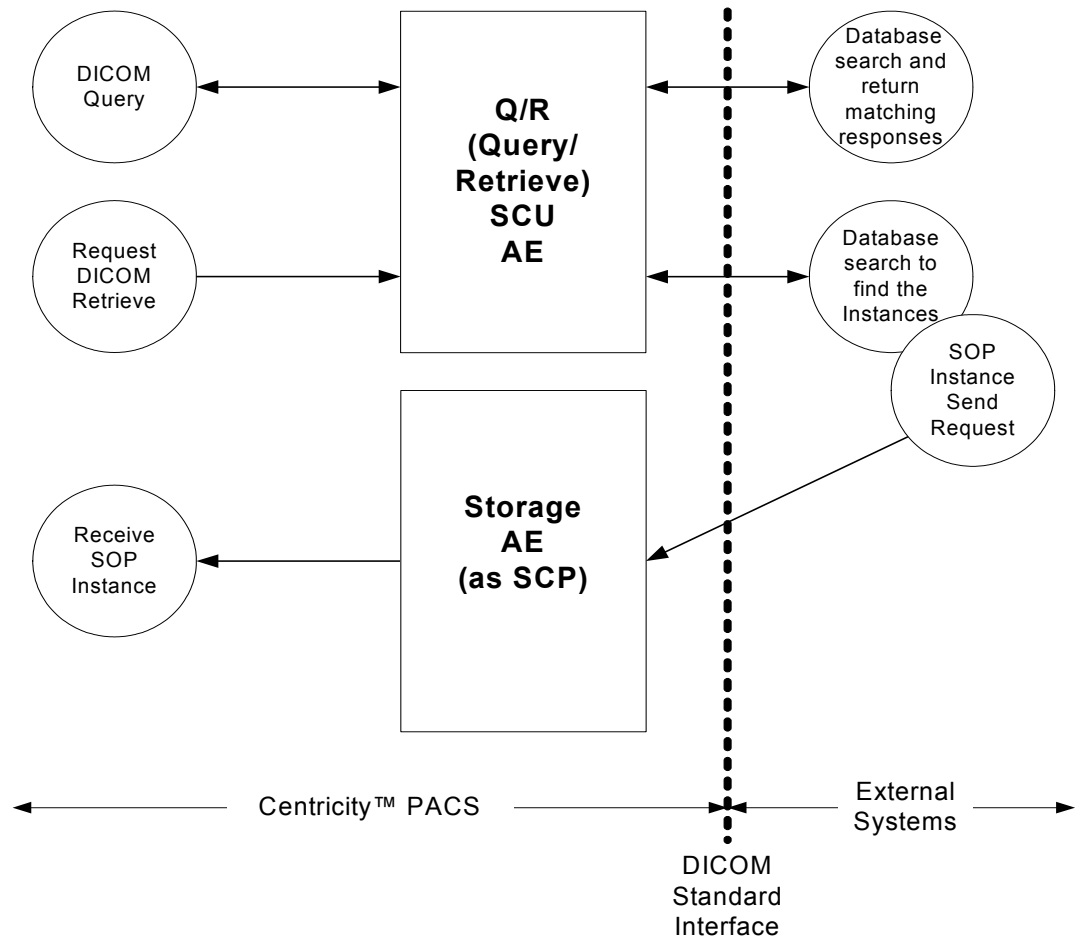 DICOM
Query
Q/R
(Query/
Retrieve)
SCU
AE
Database
search and
return
matching
responses
Request
DICOM
Retrieve
Database
search to
find the
Instances
SOP
Instance
Send
Request
Receive
SOP
Instance
Storage
AE
(as SCP)
Centricity™ PACS
External
Systems
DICOM
Standard
Interface